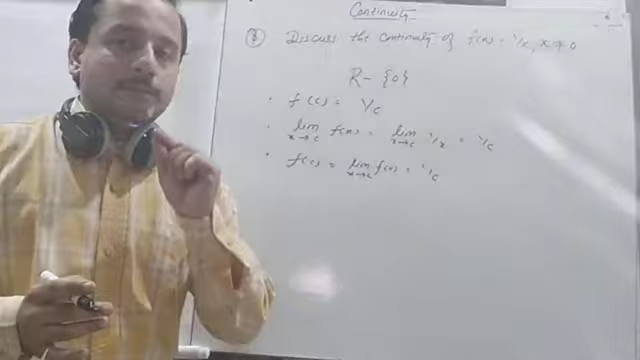 Continuity
Q Discuss the continuity of f(x) = 1/x, x ≠ 0
R - {0}
• f(c) = 1/c
• lim x→c f(x) = lim x→c 1/x = 1/c
• f(c) = lim x→c f(x) = 1/c